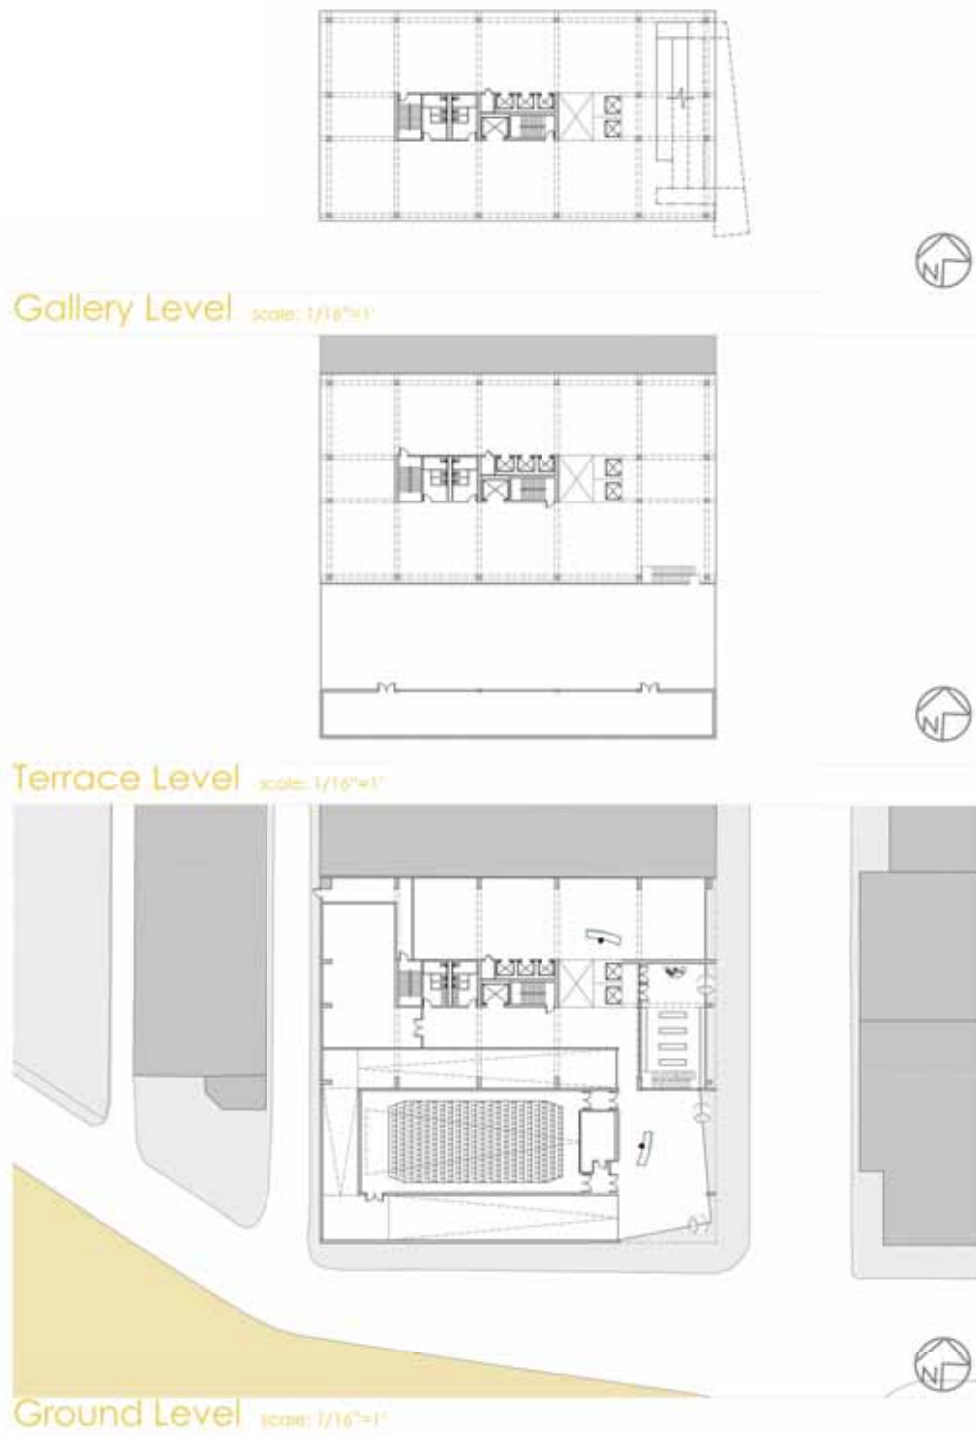 N
Gallery Level scale: 1/16"=1'
N
Terrace Level scale: 1/16"=1'
N
Ground Level scale: 1/16"=1'